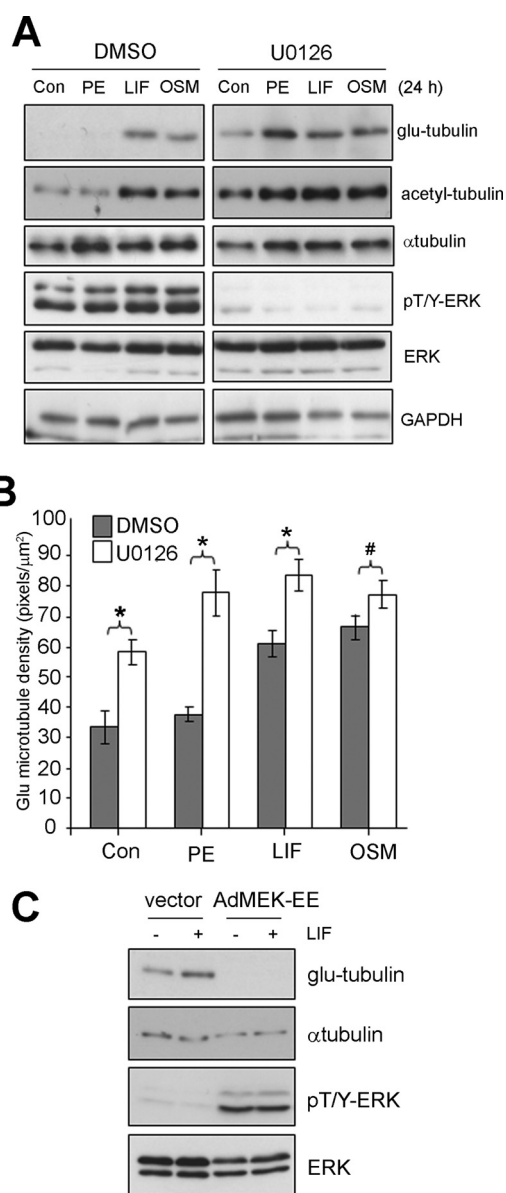 A
DMSO U0126
Con PE LIF OSM Con PE LIF OSM (24 h)
glu-tubulin
acetyl-tubulin
αtubulin
pT/Y-ERK
ERK
GAPDH
B
Glu microtubule density (pixels/μm²)
100
90
80
70
60
50
40
30
20
10
0
DMSO
U0126
* * * #
Con PE LIF OSM
C
vector AdMEK-EE
- + - + LIF
glu-tubulin
αtubulin
pT/Y-ERK
ERK